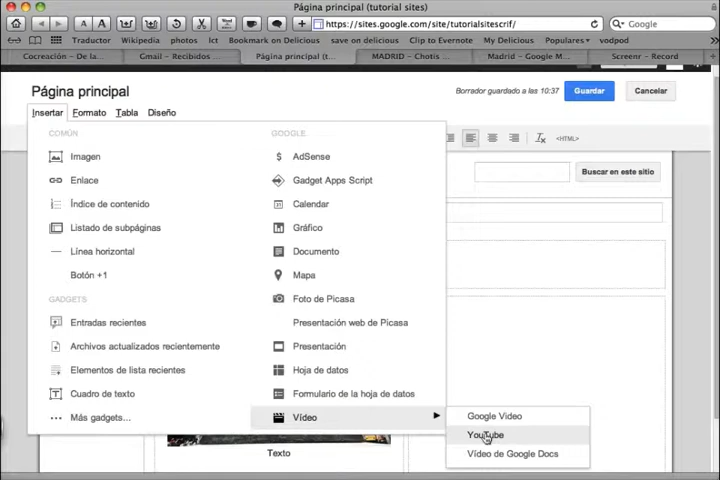 Página principal (tutorial sites)
https://sites.google.com/site/tutorialsitescrif/
Google
Traductor Wikipedia photos lct Bookmark on Delicious save on delicious Clip to Evernote My Delicious Populares vodpod
Cocreación – De la... Gmail – Recibidos ... Página principal (t... MADRID – Chotis Madrid – Google M... Screenr – Record
Página principal
Borrador guardado a las 10:37
Guardar
Cancelar
Insertar Formato Tabla Diseño
<HTML>
COMÚN
Imagen
Enlace
Índice de contenido
Listado de subpáginas
Línea horizontal
Botón +1
GADGETS
Entradas recientes
Archivos actualizados recientemente
Elementos de lista recientes
Cuadro de texto
Más gadgets...
GOOGLE
AdSense
Gadget Apps Script
Calendar
Gráfico
Documento
Mapa
Foto de Picasa
Presentación web de Picasa
Presentación
Hoja de datos
Formulario de la hoja de datos
Vídeo
Google Video
YouTube
Vídeo de Google Docs
Buscar en este sitio
Texto